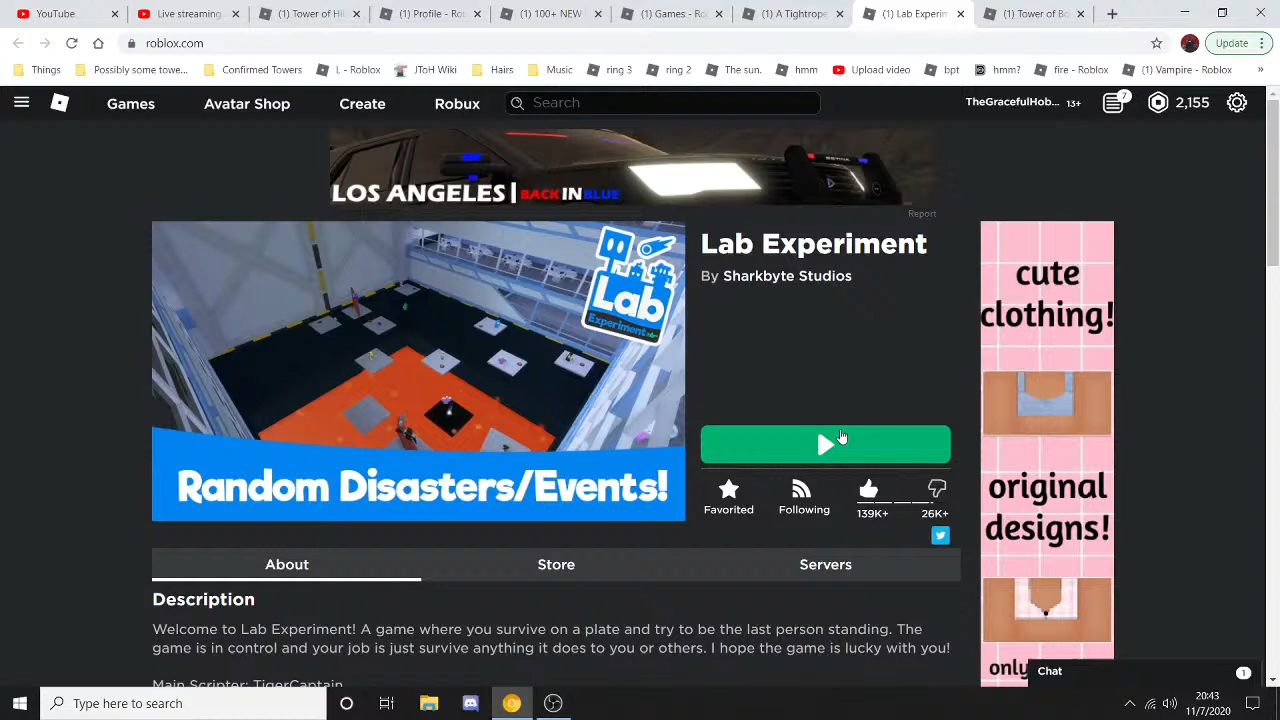 YouTube
Live streaming
(1) Tower of Hi
(1) Profile - 
(1) 100+ NEW
(1) Games - Ro
(1) A Tightrope
(1) Lab Experim
(1) Tower of Bo
roblox.com
Update
Things
Possibly some towe...
Confirmed Towers
L - Roblox
JToH Wiki
Hairs
Music
ring 3
ring 2
The sun.
hmm
Upload video
bpt
hmm?
fire - Roblox
(1) Vampire - Roblox
»
Games
Avatar Shop
Create
Robux
Search
TheGracefulHob... 13+
7
2,155
LOS ANGELES | BACK IN BLUE
Report
Lab Experiment
By Sharkbyte Studios
Lab
Experiment
Random Disasters/Events!
Favorited
Following
139K+
26K+
cute
clothing!
original
designs!
only
About
Store
Servers
Description
Welcome to Lab Experiment! A game where you survive on a plate and try to be the last person standing. The
game is in control and your job is just survive anything it does to you or others. I hope the game is lucky with you!
Main Scripter: TigerCaptain
Chat
1
Type here to search
20:43
11/7/2020